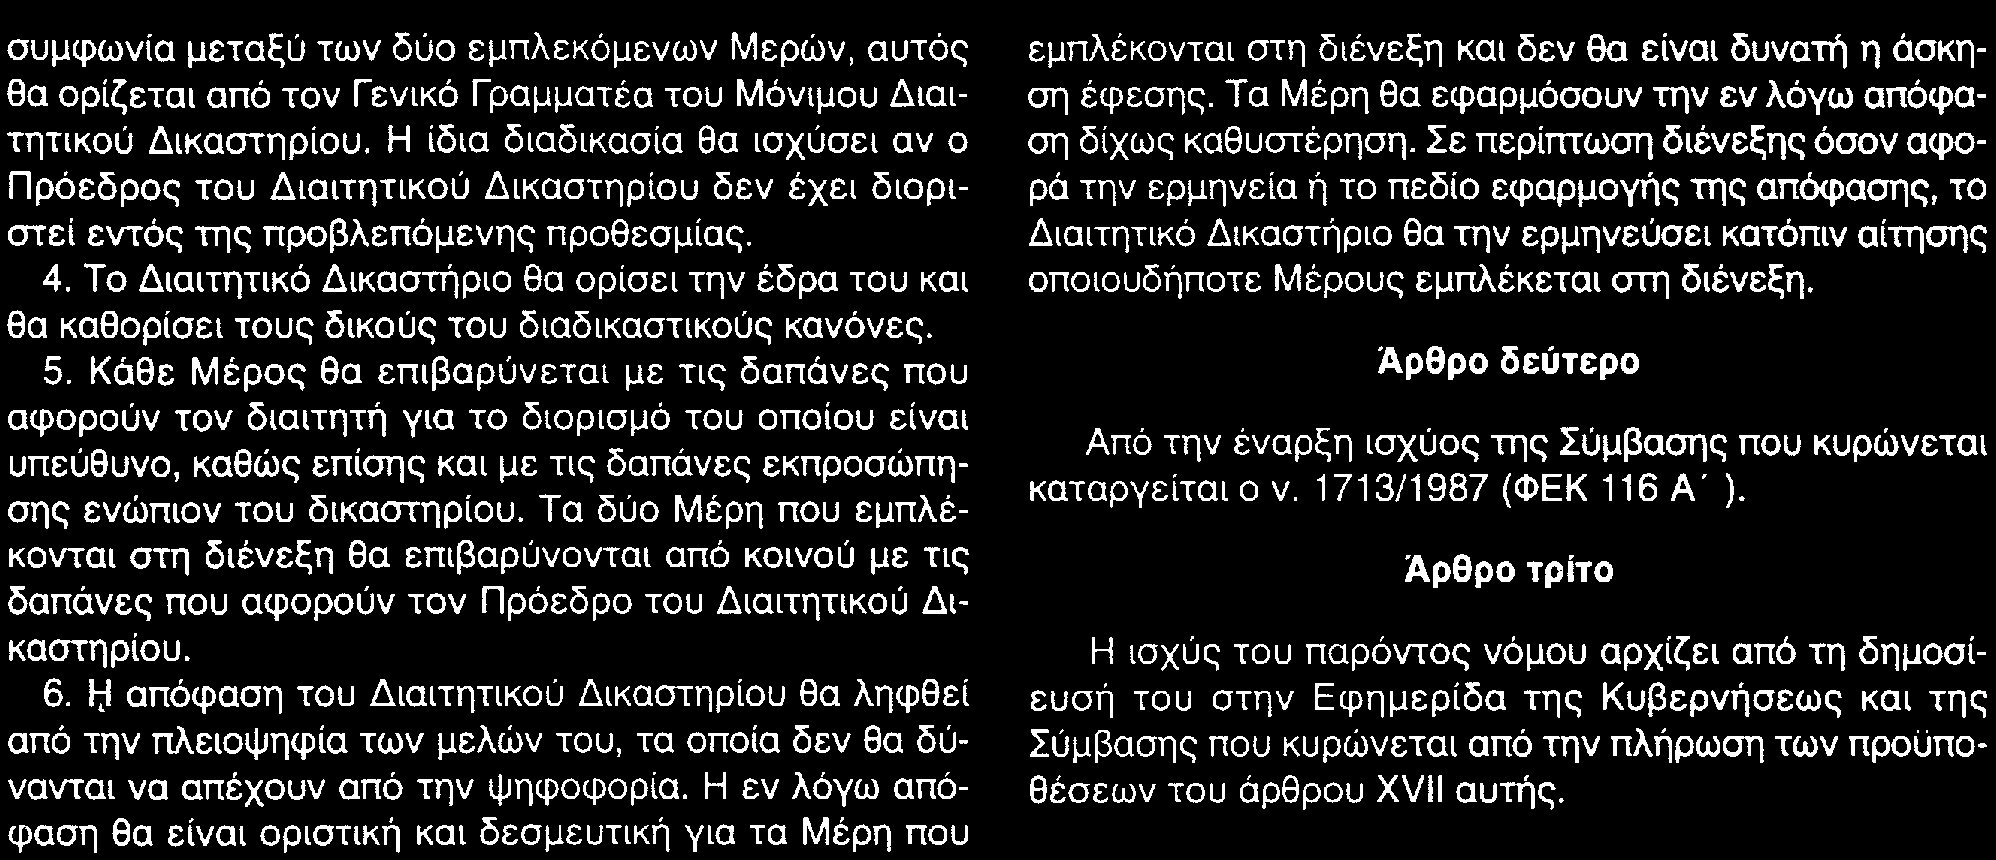 συμφωνία μεταξύ των δύο εμπλεκόμενων Μερών, αυτός
θα ορίζεται από τον Γενικό Γραμματέα του Μόνιμου Διαι-
τητικού Δικαστηρίου. Η ίδια διαδικασία θα ισχύσει αν ο
Πρόεδρος του Διαιτητικού Δικαστηρίου δεν έχει διορι-
στεί εντός της προβλεπόμενης προθεσμίας.
4. Το Διαιτητικό Δικαστήριο θα ορίσει την έδρα του και
θα καθορίσει τους δικούς του διαδικαστικούς κανόνες.
5. Κάθε Μέρος θα επιβαρύνεται με τις δαπάνες που
αφορούν τον διαιτητή για το διορισμό του οποίου είναι
υπεύθυνο, καθώς επίσης και με τις δαπάνες εκπροσώπη-
σης ενώπιον του δικαστηρίου. Τα δύο Μέρη που εμπλέ-
κονται στη διένεξη θα επιβαρύνονται από κοινού με τις
δαπάνες που αφορούν τον Πρόεδρο του Διαιτητικού Δι-
καστηρίου.
6. Η απόφαση του Διαιτητικού Δικαστηρίου θα ληφθεί
από την πλειοψηφία των μελών του, τα οποία δεν θα δύ-
νανται να απέχουν από την ψηφοφορία. Η εν λόγω από-
φαση θα είναι οριστική και δεσμευτική για τα Μέρη που
εμπλέκονται στη διένεξη και δεν θα είναι δυνατή η άσκη-
ση έφεσης. Τα Μέρη θα εφαρμόσουν την εν λόγω απόφα-
ση δίχως καθυστέρηση. Σε περίπτωση διένεξης όσον αφο-
ρά την ερμηνεία ή το πεδίο εφαρμογής της απόφασης, το
Διαιτητικό Δικαστήριο θα την ερμηνεύσει κατόπιν αίτησης
οποιουδήποτε Μέρους εμπλέκεται στη διένεξη.
Άρθρο δεύτερο
Από την έναρξη ισχύος της Σύμβασης που κυρώνεται
καταργείται ο ν. 1713/1987 (ΦΕΚ 116 Α΄ ).
Άρθρο τρίτο
Η ισχύς του παρόντος νόμου αρχίζει από τη δημοσί-
ευσή του στην Εφημερίδα της Κυβερνήσεως και της
Σύμβασης που κυρώνεται από την πλήρωση των προϋπο-
θέσεων του άρθρου XVII αυτής.